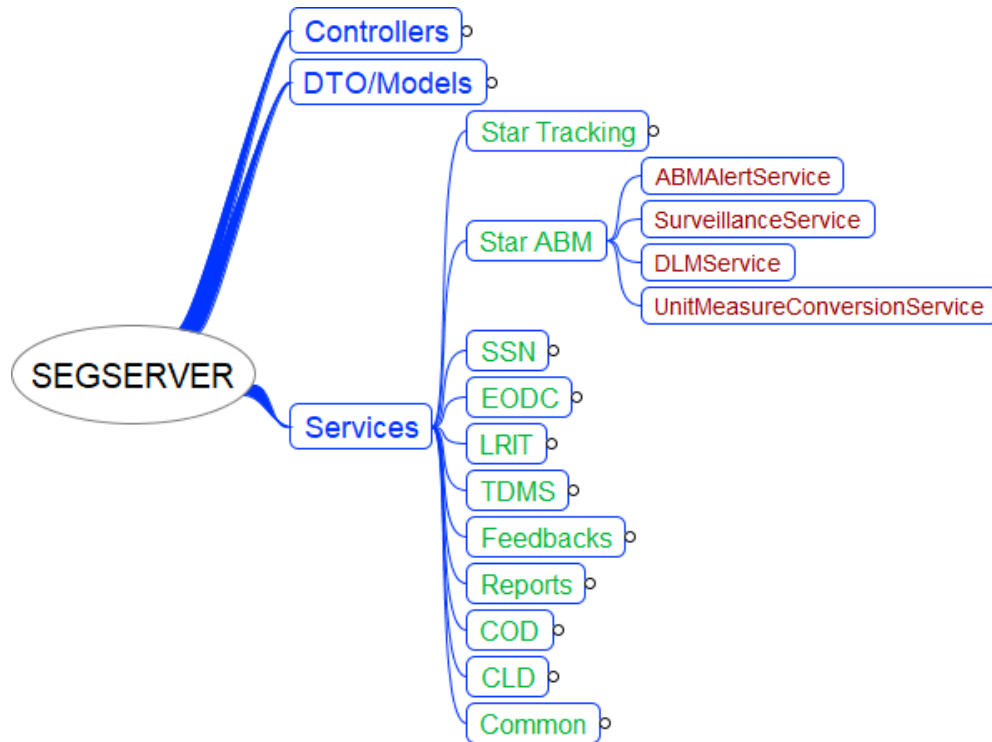 Controllers
DTO/Models
Star Tracking
ABMAlertService
SurveillanceService
Star ABM
DLMService
UnitMeasureConversionService
SSN
SEGSERVER
EODC
Services
LRIT
TDMS
Feedbacks
Reports
COD
CLD
Common